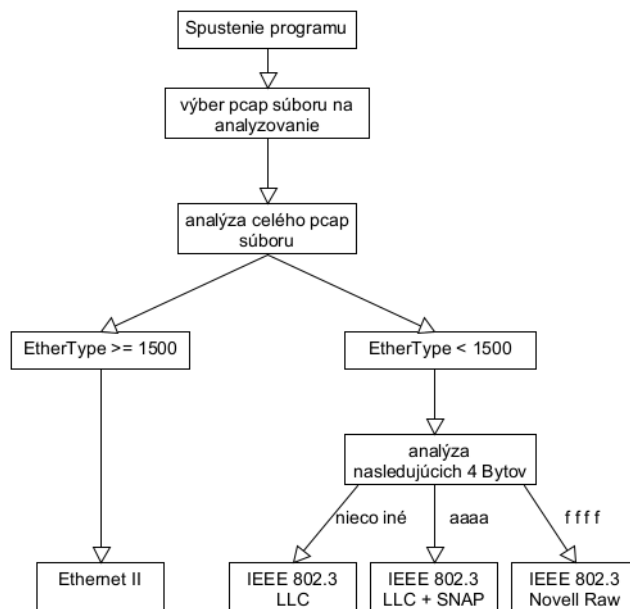 Spustenie programu
výber pcap súboru na
analyzovanie
analýza celého pcap
súboru
EtherType >= 1500
EtherType < 1500
analýza
nasledujúcich 4 Bytov
nieco iné
aaaa
f f f f
Ethernet II
IEEE 802.3
LLC
IEEE 802.3
LLC + SNAP
IEEE 802.3
Novell Raw